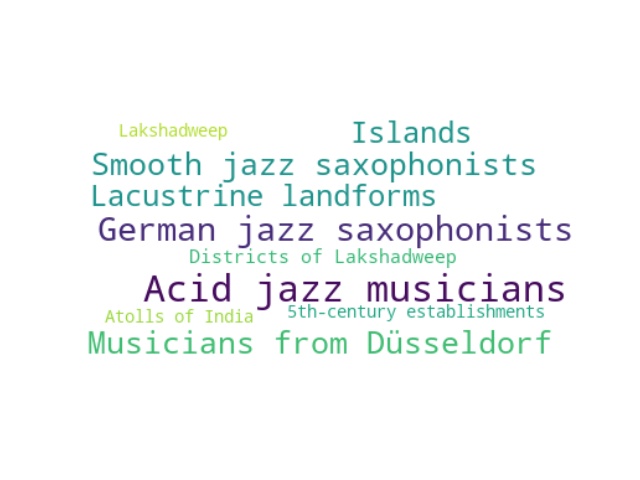 Lakshadweep
Islands
Smooth jazz saxophonists
Lacustrine landforms
German jazz saxophonists
Districts of Lakshadweep
Acid jazz musicians
Atolls of India
5th-century establishments
Musicians from Düsseldorf